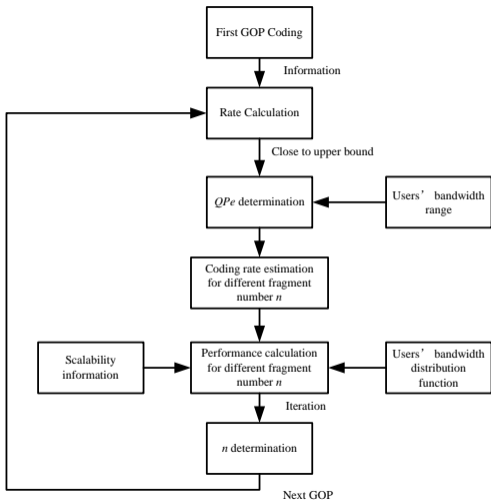 First GOP Coding
Information
Rate Calculation
Close to upper bound
QPe determination
Users’ bandwidth
range
Coding rate estimation
for different fragment
number n
Scalability
information
Performance calculation
for different fragment
number n
Users’ bandwidth
distribution
function
Iteration
n determination
Next GOP